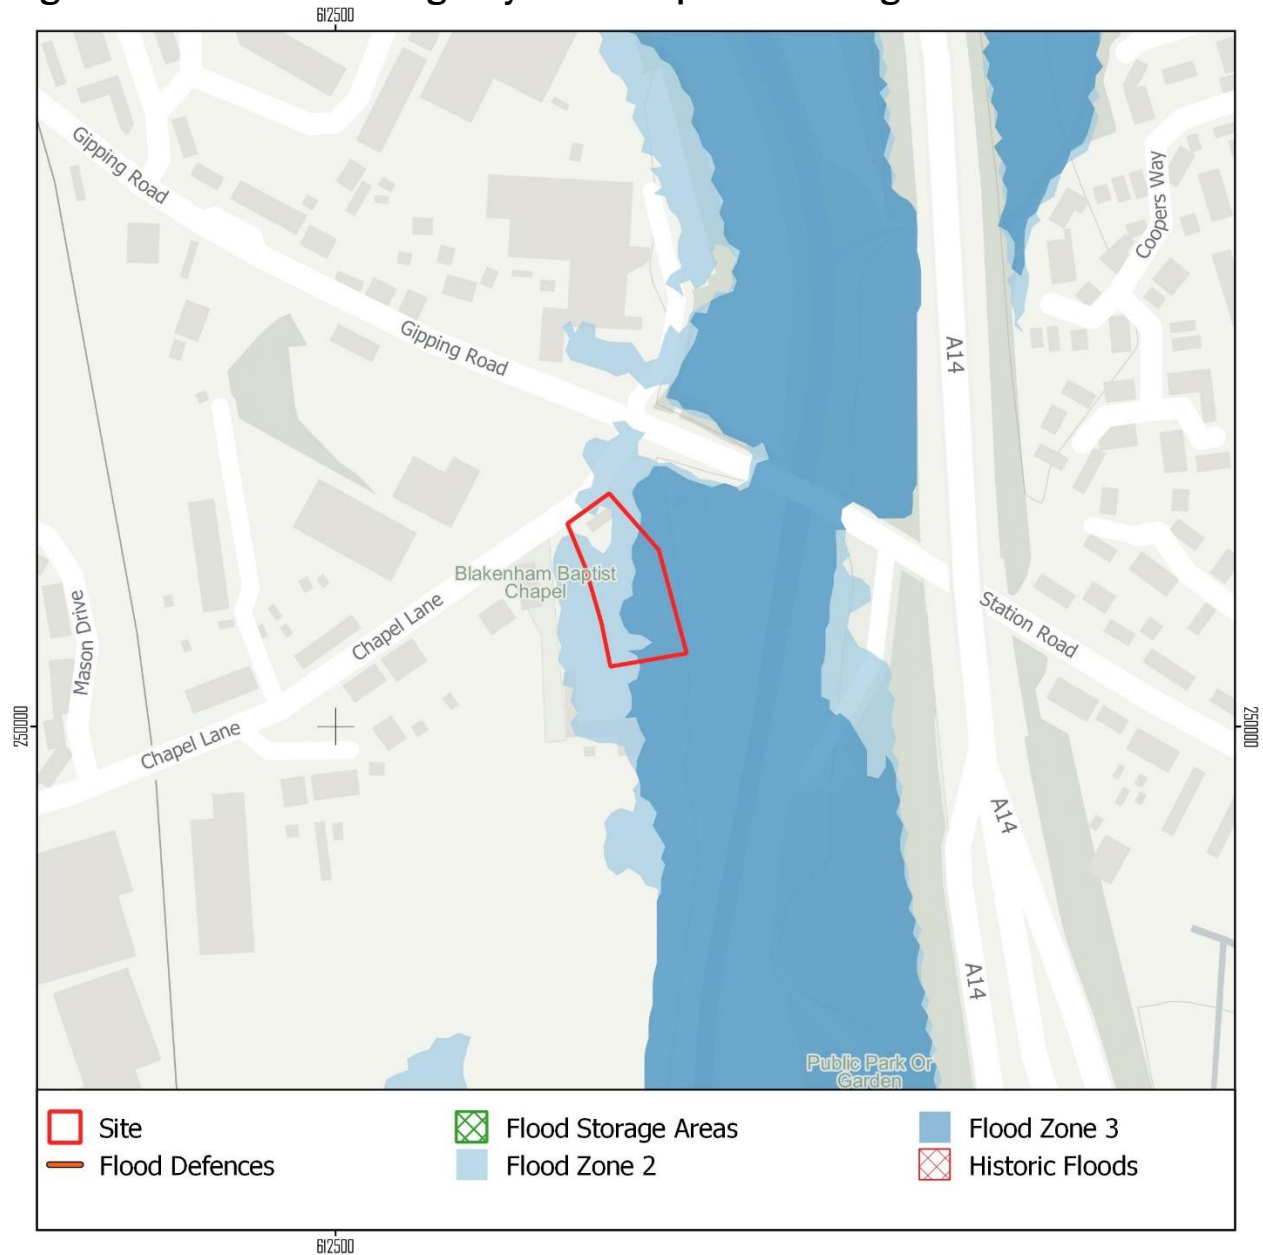 612500
Gipping Road
Coopers Way
Gipping Road
A14
Blakenham Baptist
Chapel
Chapel Lane
Mason Drive
Station Road
250000
250000
Chapel Lane
A14
A14
Public Park Or
Garden
Site
Flood Storage Areas
Flood Zone 3
Flood Defences
Flood Zone 2
Historic Floods
612500